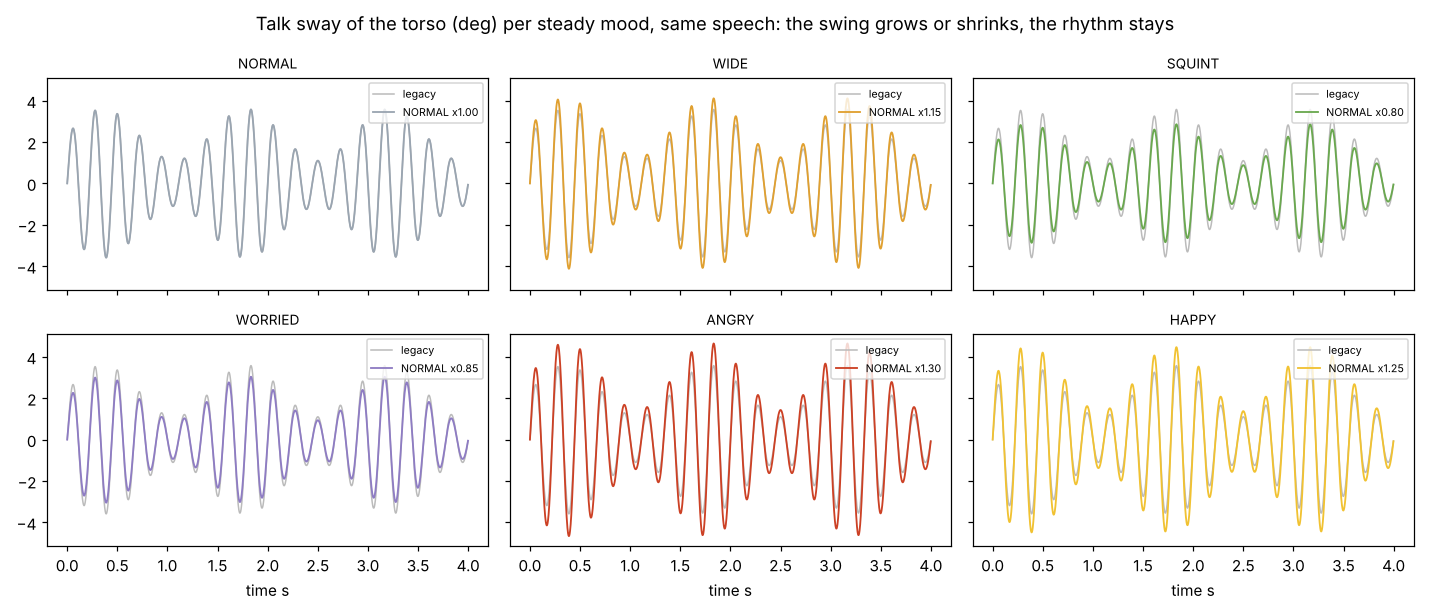 Talk sway of the torso (deg) per steady mood, same speech: the swing grows or shrinks, the rhythm stays
NORMAL
legacy
NORMAL x1.00
4
2
0
−2
−4
WIDE
legacy
NORMAL x1.15
SQUINT
legacy
NORMAL x0.80
WORRIED
legacy
NORMAL x0.85
4
2
0
−2
−4
0.0 0.5 1.0 1.5 2.0 2.5 3.0 3.5 4.0
time s
ANGRY
legacy
NORMAL x1.30
0.0 0.5 1.0 1.5 2.0 2.5 3.0 3.5 4.0
time s
HAPPY
legacy
NORMAL x1.25
0.0 0.5 1.0 1.5 2.0 2.5 3.0 3.5 4.0
time s